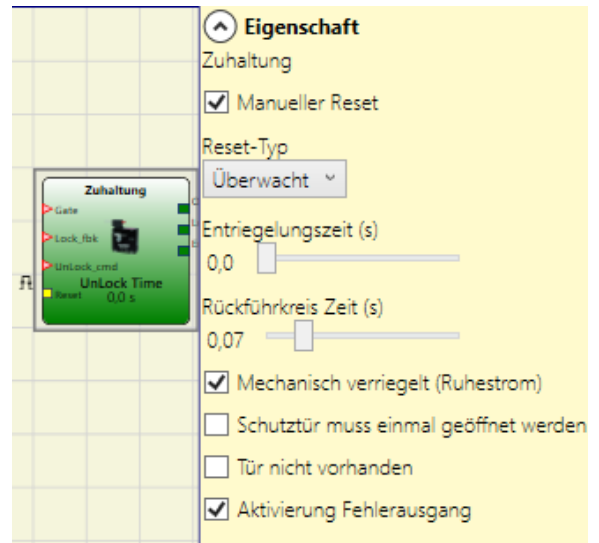 Eigenschaft
Zuhaltung
Manueller Reset
Reset-Typ
Überwacht
Entriegelungszeit (s)
0,0
Rückführkreis Zeit (s)
0,07
Mechanisch verriegelt (Ruhestrom)
Schutztür muss einmal geöffnet werden
Tür nicht vorhanden
Aktivierung Fehlerausgang
Zuhaltung
Gate
Lock_fbk
UnLock_cmd
UnLock Time
Reset
0,0 s